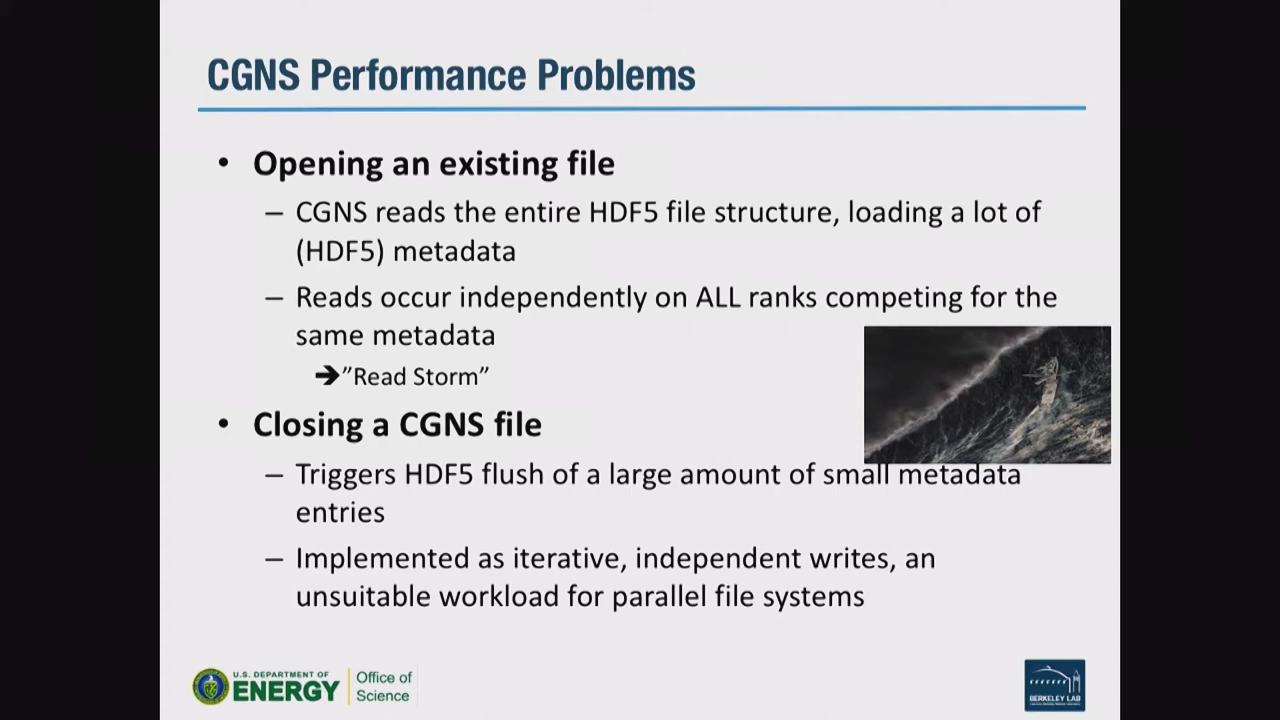 CGNS Performance Problems
• Opening an existing file
– CGNS reads the entire HDF5 file structure, loading a lot of
(HDF5) metadata
– Reads occur independently on ALL ranks competing for the
same metadata
➔”Read Storm”
• Closing a CGNS file
– Triggers HDF5 flush of a large amount of small metadata
entries
– Implemented as iterative, independent writes, an
unsuitable workload for parallel file systems
U.S. DEPARTMENT OF
ENERGY
Office of
Science
BERKELEY LAB